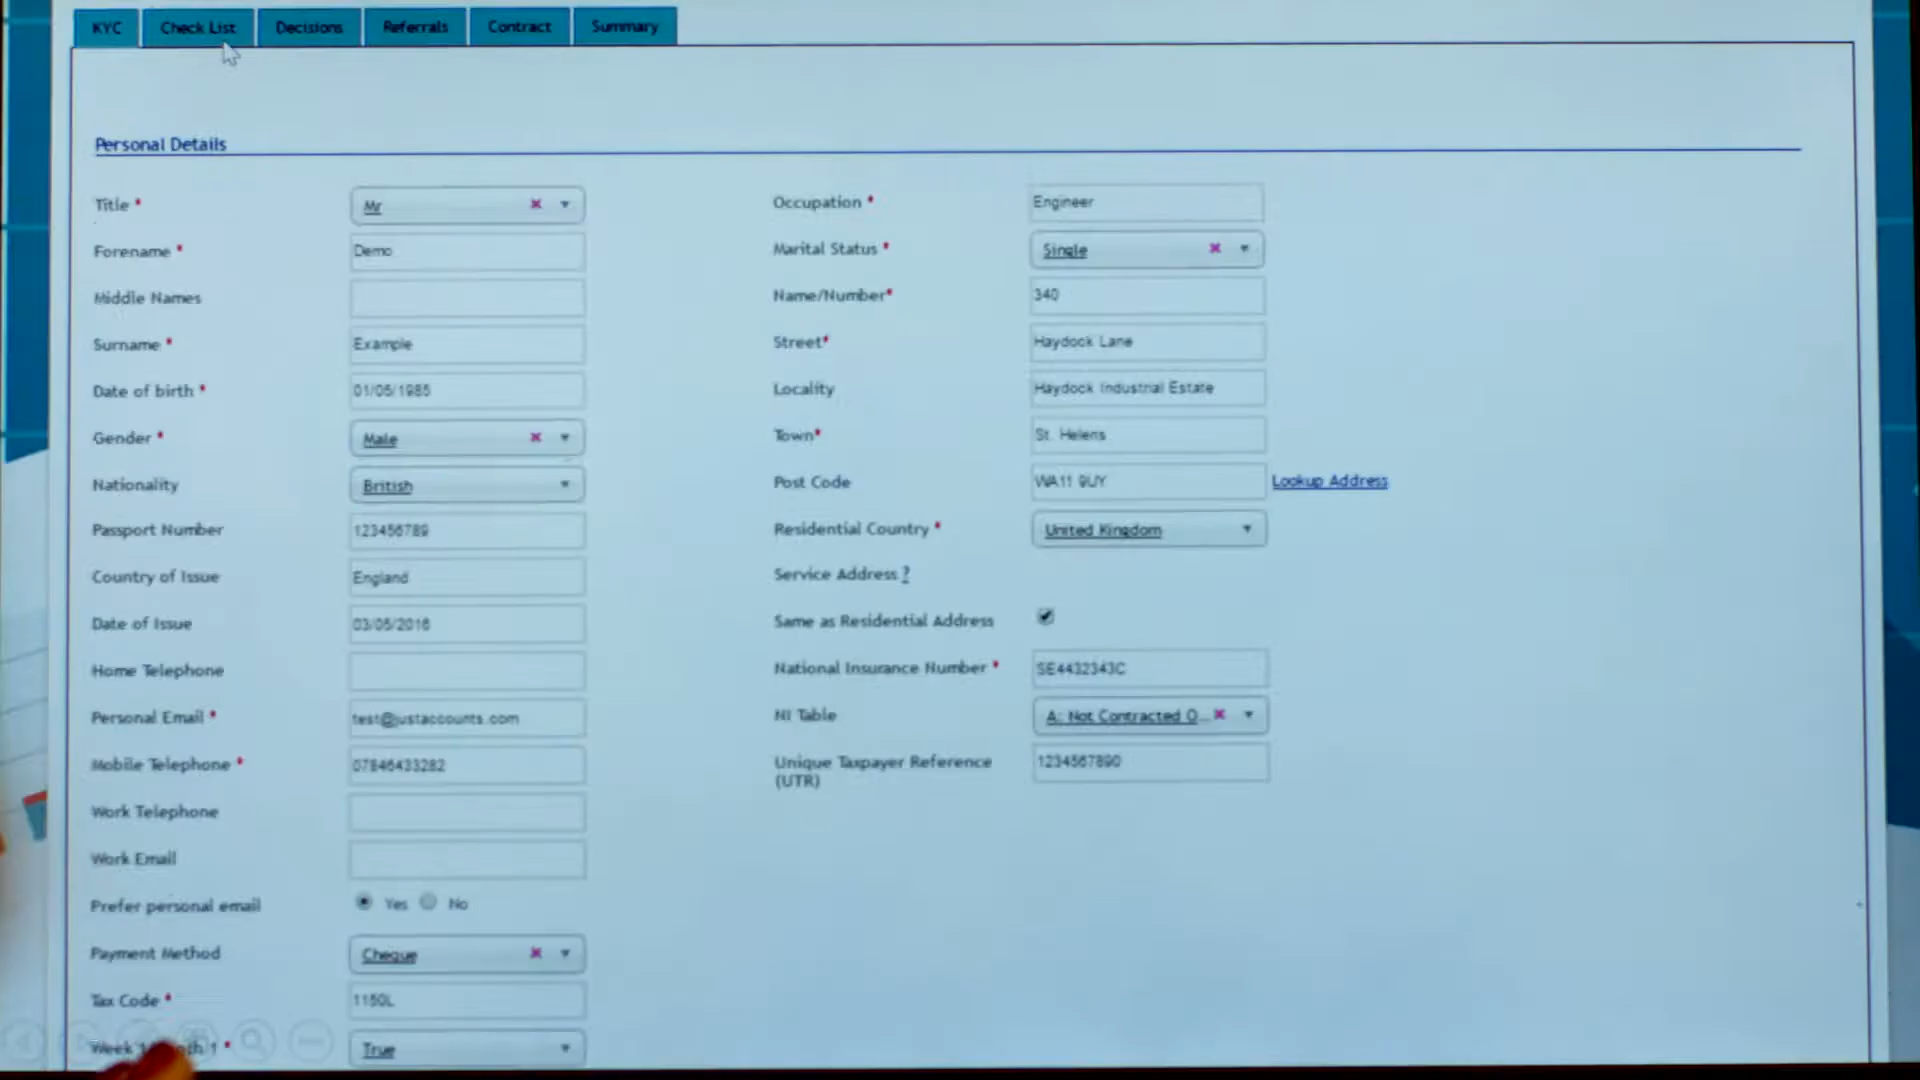 KYC Check List Decisions Referrals Contract Summary
Personal Details
Title * Mr
Forename * Demo
Middle Names
Surname * Example
Date of birth * 01/05/1985
Gender * Male
Nationality British
Passport Number 123456789
Country of Issue England
Date of Issue 03/05/2016
Home Telephone
Personal Email * test@justaccounts.com
Mobile Telephone * 07846433282
Work Telephone
Work Email
Prefer personal email Yes No
Payment Method Cheque
Tax Code * 1150L
Week 1 * True
Occupation * Engineer
Marital Status * Single
Name/Number* 340
Street* Haydock Lane
Locality Haydock Industrial Estate
Town* St. Helens
Post Code WA11 9UY Lookup Address
Residential Country * United Kingdom
Service Address ?
Same as Residential Address
National Insurance Number * SE4432343C
NI Table A: Not Contracted O...
Unique Taxpayer Reference 1234567890
(UTR)